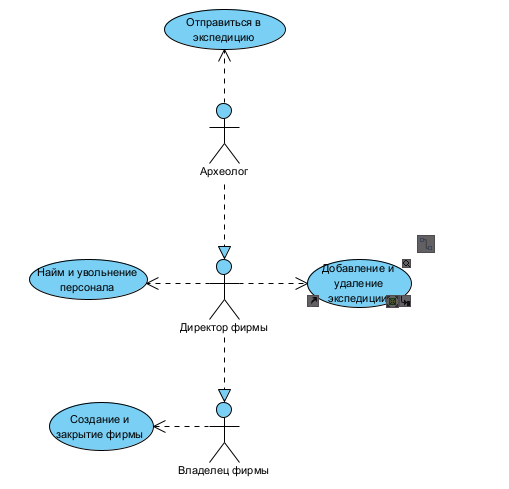 Отправиться в
экспедицию
Археолог
Найм и увольнение
персонала
Добавление и
удаление
экспедиции
Директор фирмы
Создание и
закрытие фирмы
Владелец фирмы